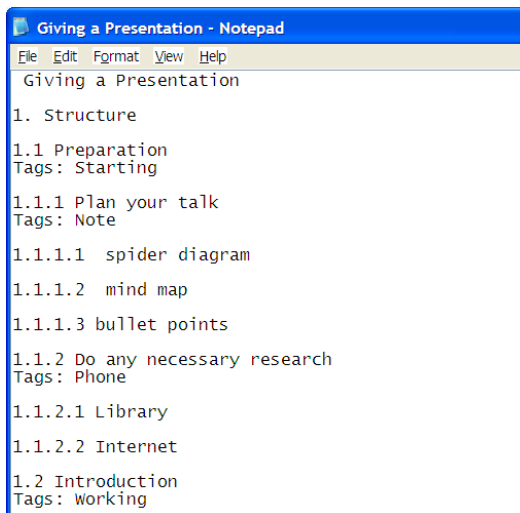 Giving a Presentation - Notepad
File Edit Format View Help
Giving a Presentation
1. Structure
1.1 Preparation
Tags: Starting
1.1.1 Plan your talk
Tags: Note
1.1.1.1  spider diagram
1.1.1.2  mind map
1.1.1.3 bullet points
1.1.2 Do any necessary research
Tags: Phone
1.1.2.1 Library
1.1.2.2 Internet
1.2 Introduction
Tags: Working